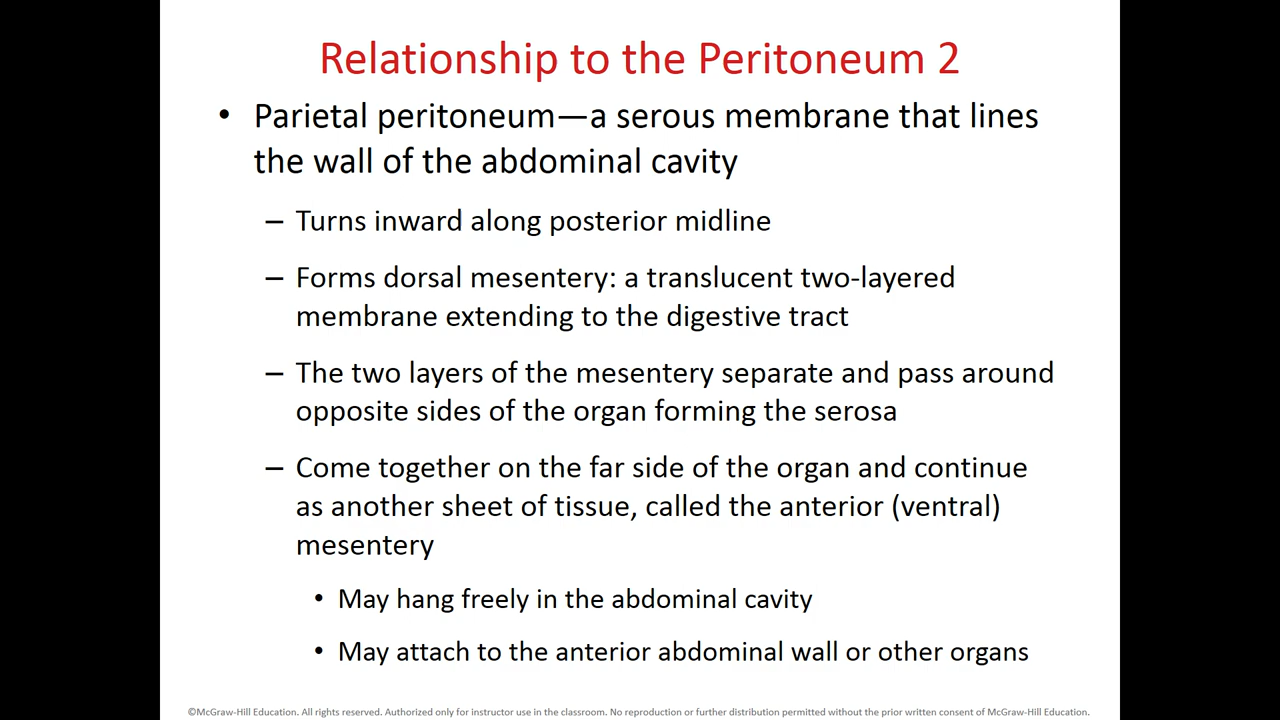 Relationship to the Peritoneum 2
• Parietal peritoneum—a serous membrane that lines
the wall of the abdominal cavity
– Turns inward along posterior midline
– Forms dorsal mesentery: a translucent two-layered
membrane extending to the digestive tract
– The two layers of the mesentery separate and pass around
opposite sides of the organ forming the serosa
– Come together on the far side of the organ and continue
as another sheet of tissue, called the anterior (ventral)
mesentery
• May hang freely in the abdominal cavity
• May attach to the anterior abdominal wall or other organs
©McGraw-Hill Education. All rights reserved. Authorized only for instructor use in the classroom. No reproduction or further distribution permitted without the prior written consent of McGraw-Hill Education.